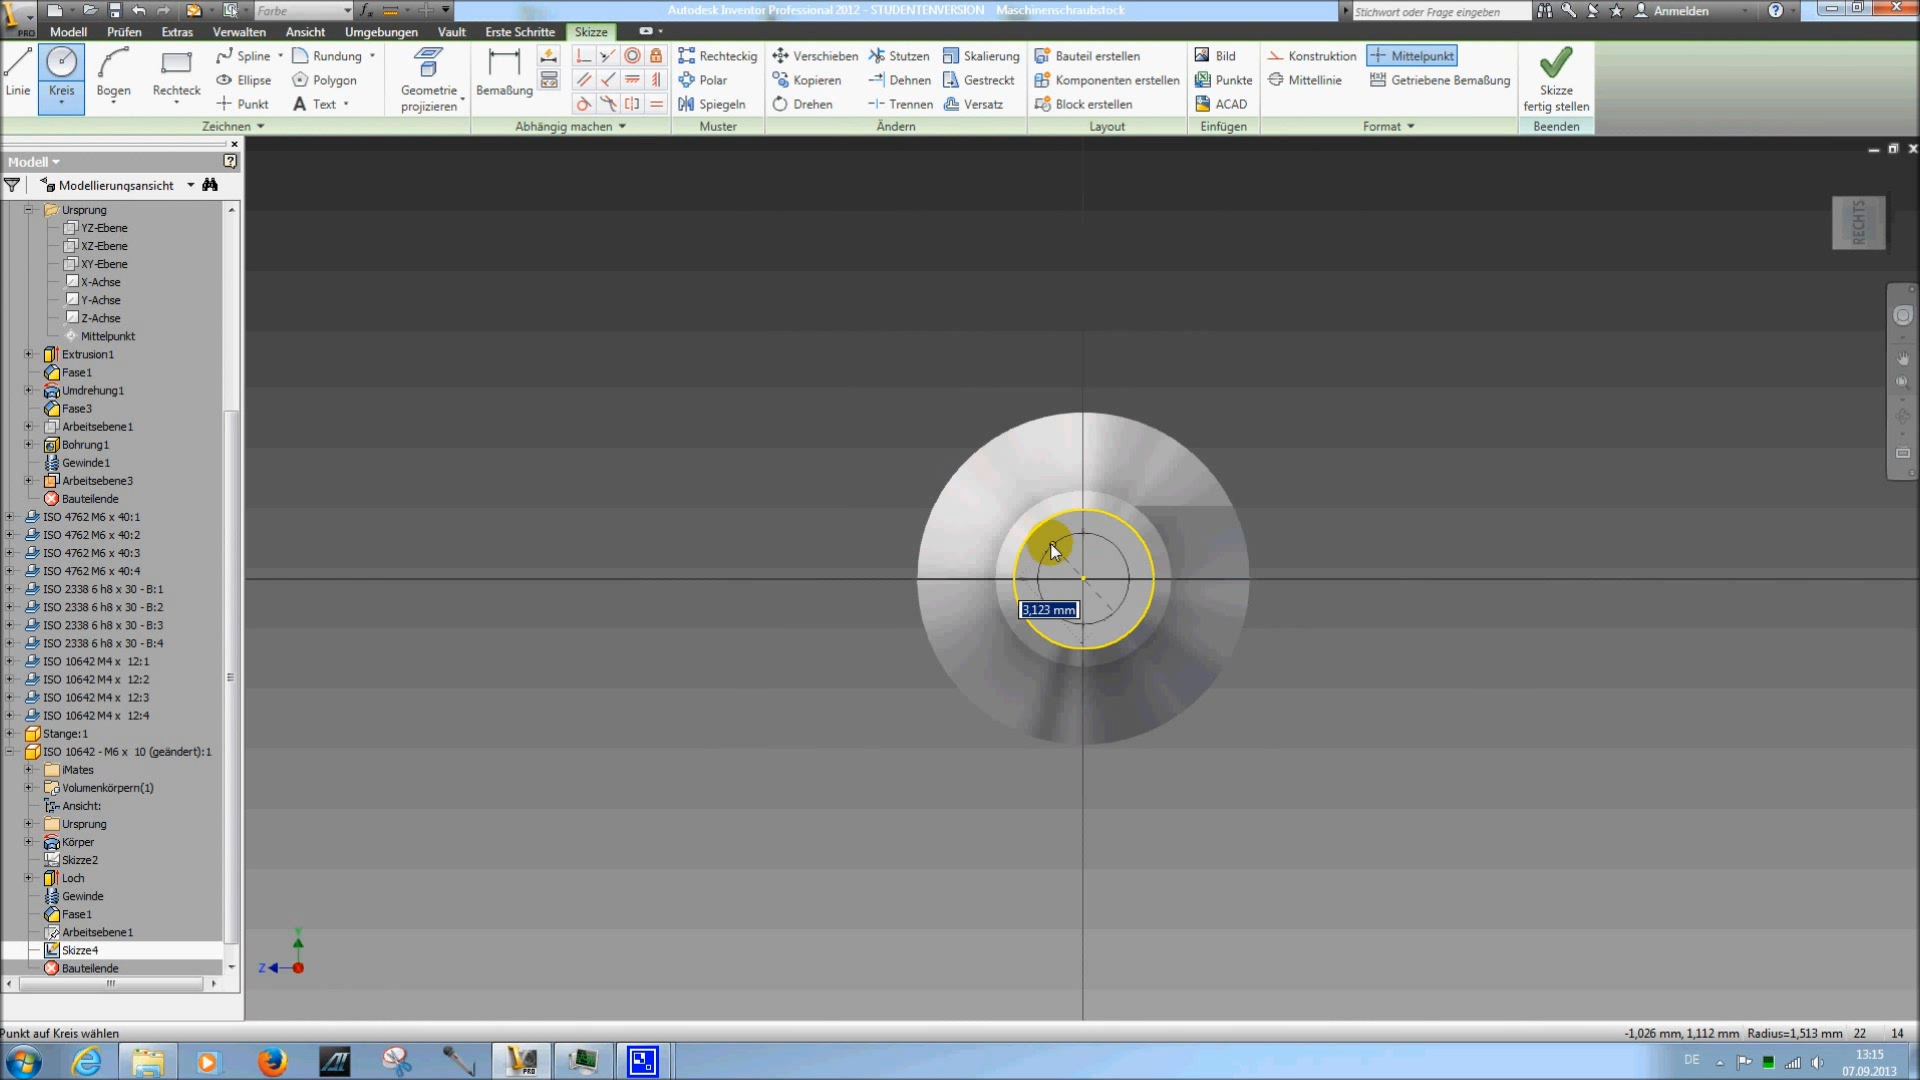 Farbe
Autodesk Inventor Professional 2012 - STUDENTENVERSION    Maschinenschraubstock
Stichwort oder Frage eingeben
Anmelden
PRO
Modell
Prüfen
Extras
Verwalten
Ansicht
Umgebungen
Vault
Erste Schritte
Skizze
Linie
Kreis
Bogen
Rechteck
Spline
Ellipse
Punkt
Rundung
Polygon
Text
Zeichnen
Geometrie
projizieren
Bemaßung
Abhängig machen
Rechteckig
Polar
Spiegeln
Muster
Verschieben
Kopieren
Drehen
Stutzen
Dehnen
Trennen
Skalierung
Gestreckt
Versatz
Ändern
Bauteil erstellen
Komponenten erstellen
Block erstellen
Layout
Bild
Punkte
ACAD
Einfügen
Konstruktion
Mittellinie
Mittelpunkt
Getriebene Bemaßung
Format
Skizze
fertig stellen
Beenden
Modell
Modellierungsansicht
Ursprung
YZ-Ebene
XZ-Ebene
XY-Ebene
X-Achse
Y-Achse
Z-Achse
Mittelpunkt
Extrusion1
Fase1
Umdrehung1
Fase3
Arbeitsebene1
Bohrung1
Gewinde1
Arbeitsebene3
Bauteilende
ISO 4762 M6 x 40:1
ISO 4762 M6 x 40:2
ISO 4762 M6 x 40:3
ISO 4762 M6 x 40:4
ISO 2338 6 h8 x 30 - B:1
ISO 2338 6 h8 x 30 - B:2
ISO 2338 6 h8 x 30 - B:3
ISO 2338 6 h8 x 30 - B:4
ISO 10642 M4 x  12:1
ISO 10642 M4 x  12:2
ISO 10642 M4 x  12:3
ISO 10642 M4 x  12:4
Stange:1
ISO 10642 - M6 x  10 (geändert):1
iMates
Volumenkörpern(1)
Ansicht:
Ursprung
Körper
Skizze2
Loch
Gewinde
Fase1
Arbeitsebene1
Skizze4
Bauteilende
RECHTS
3,123 mm
Y
Z
Punkt auf Kreis wählen
-1,026 mm, 1,112 mm  Radius=1,513 mm  22  14
PRO
DE
13:15
07.09.2013